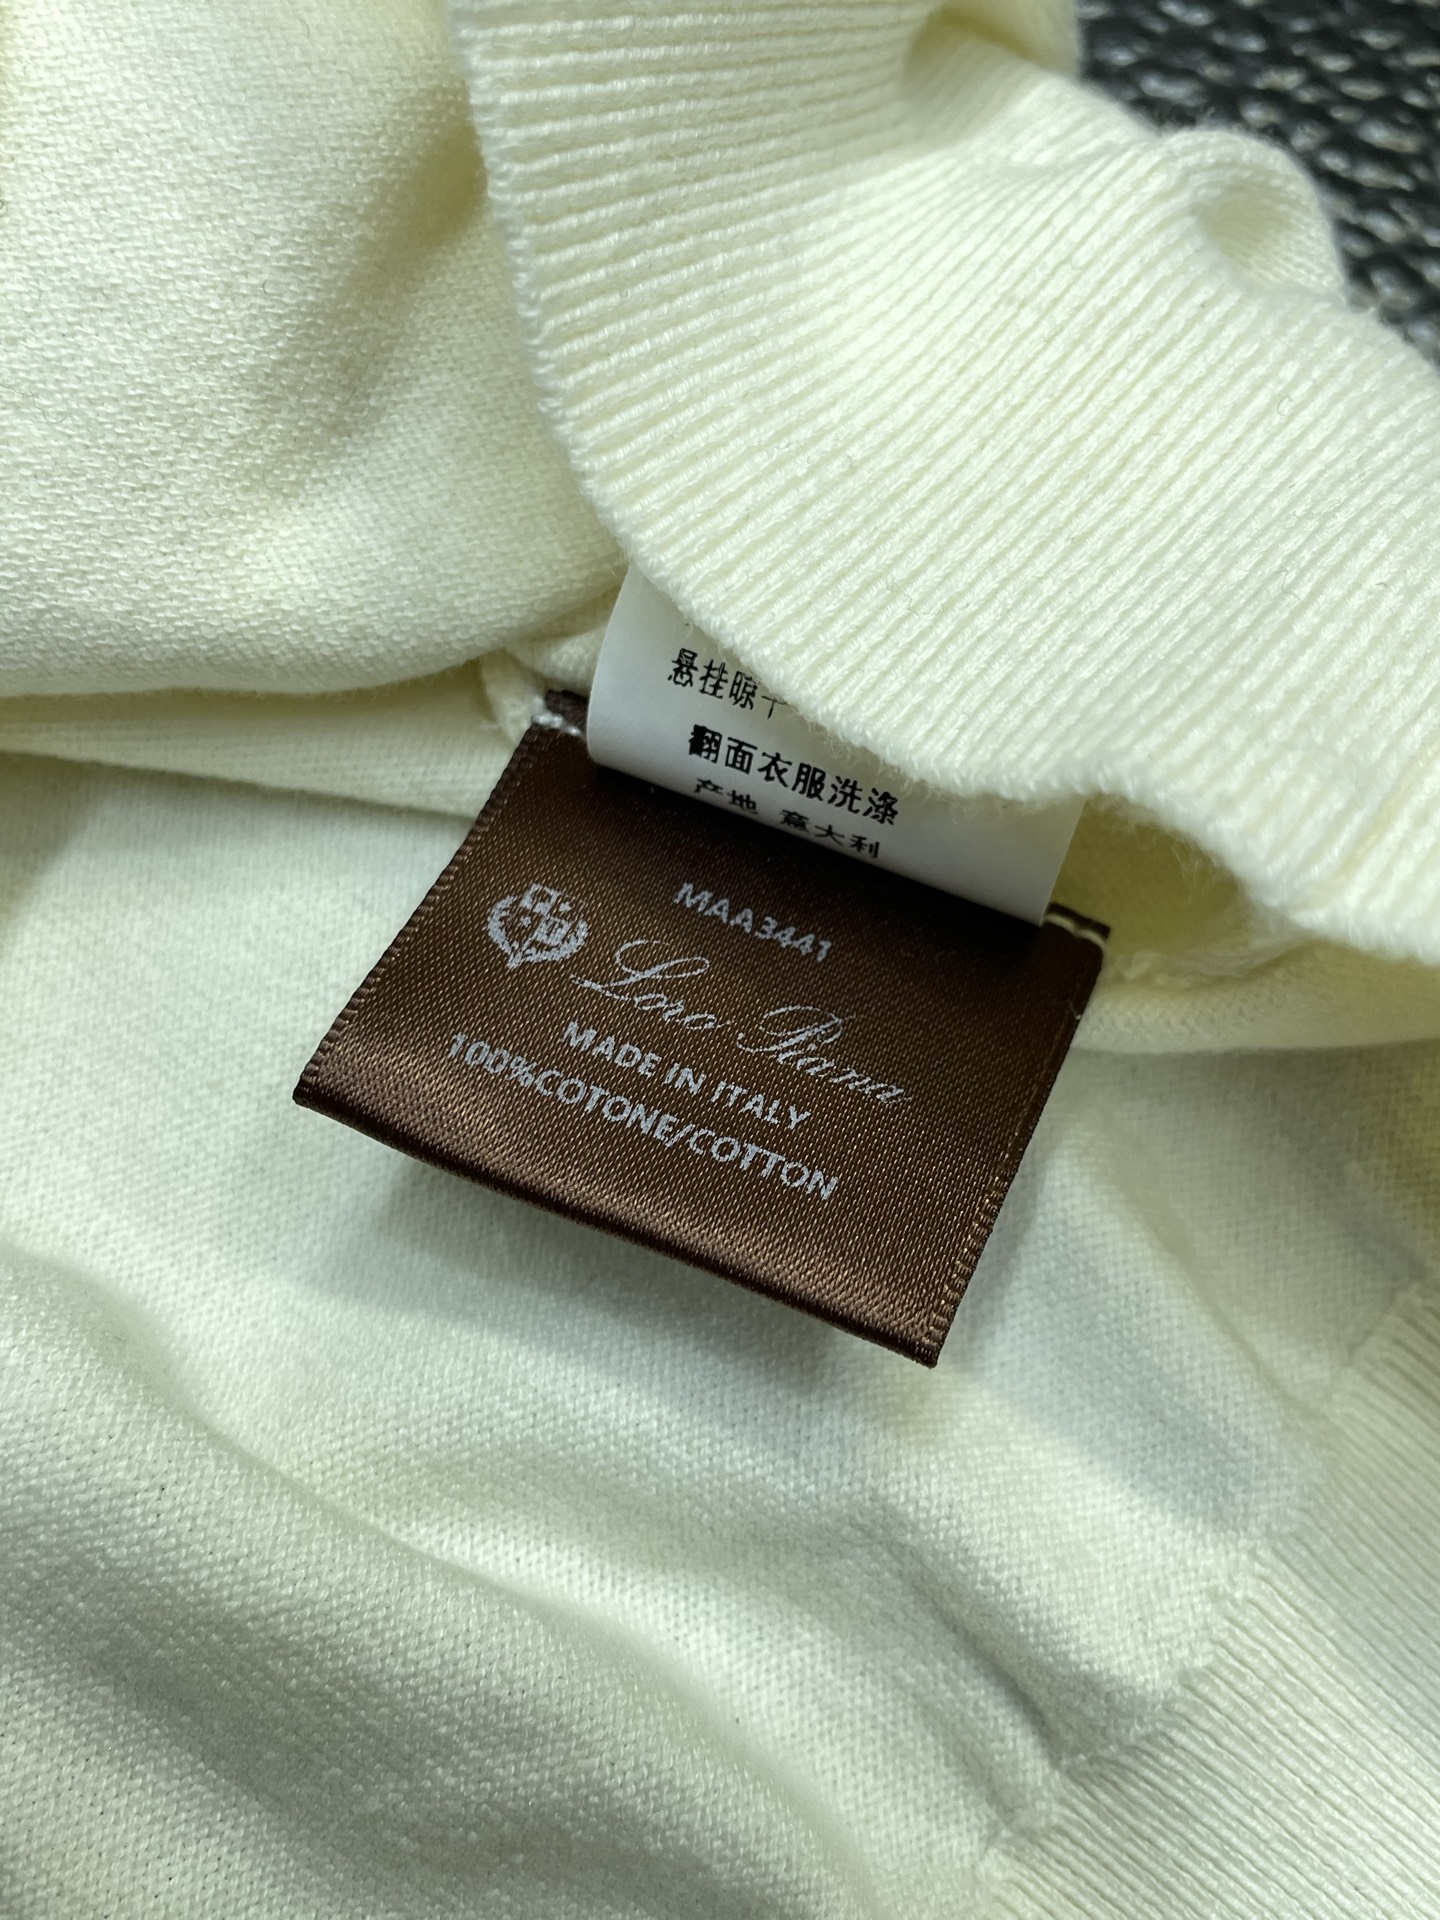 悬挂晾干
翻面衣服洗涤
产地 意大利
MAA3441
Loro Piana
MADE IN ITALY
100%COTONE/COTTON